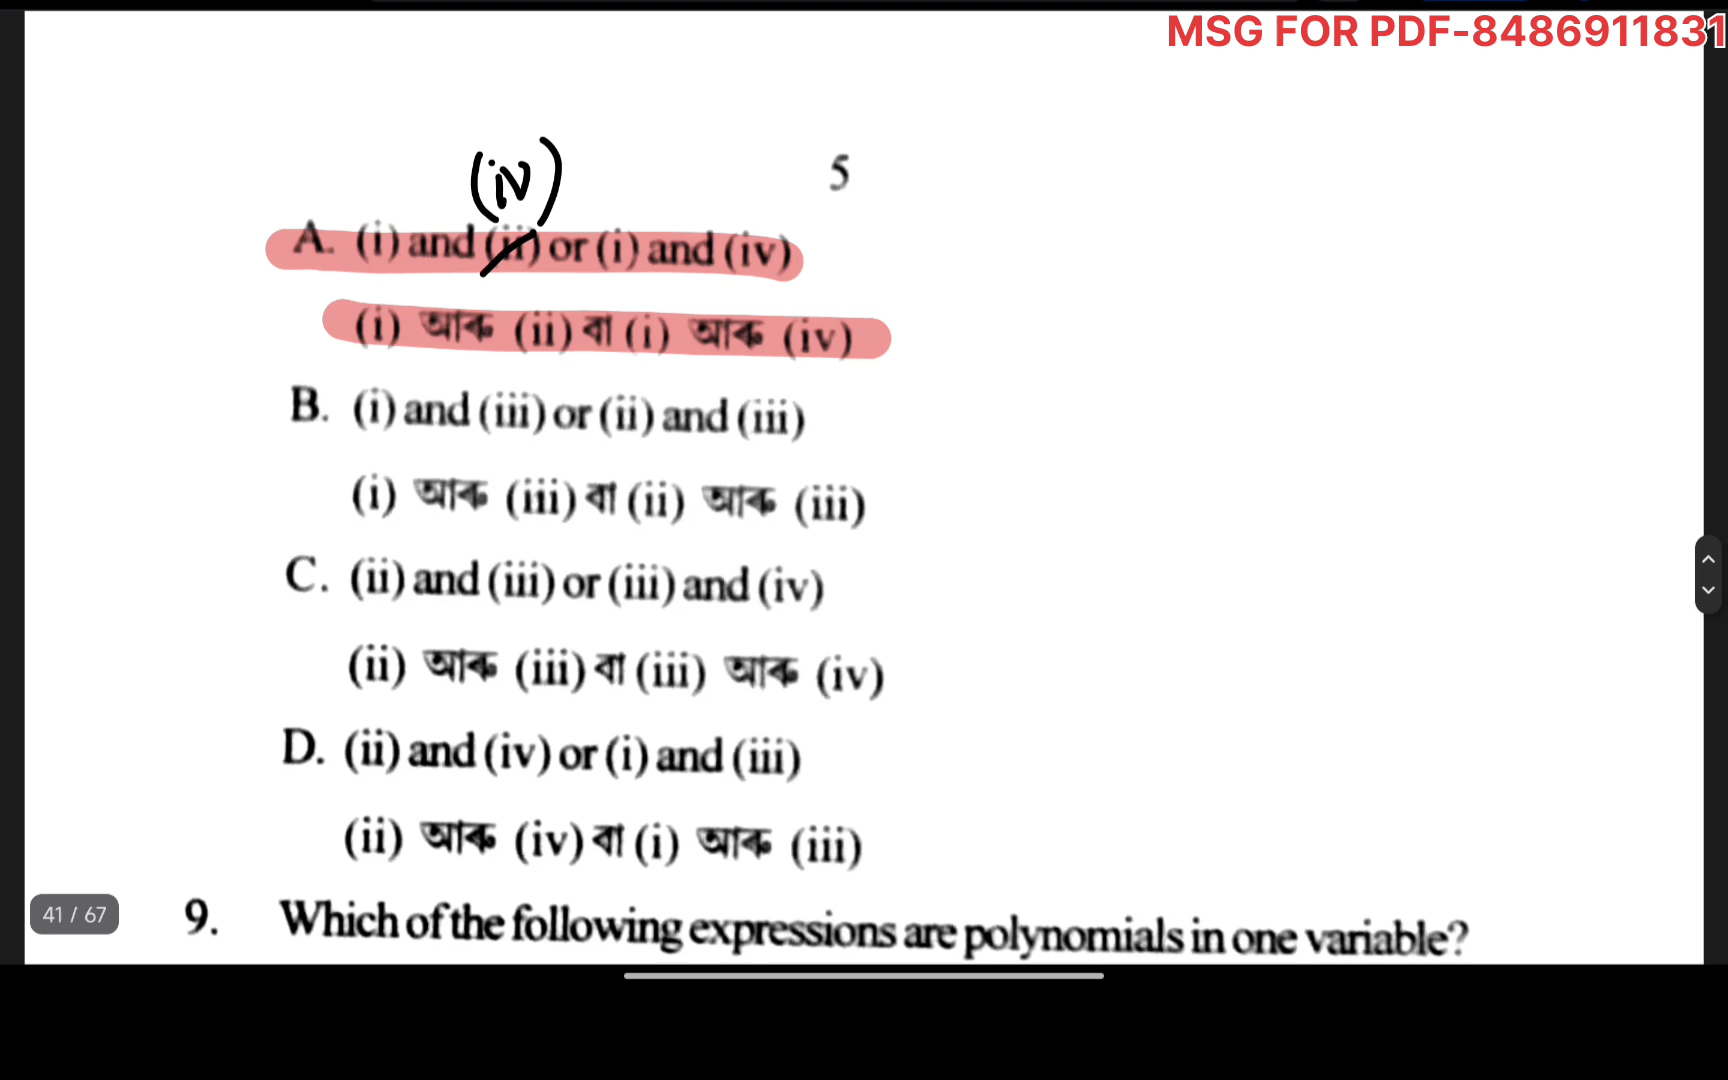 MSG FOR PDF-8486911831
5
(iv)
A. (i) and (ii) or (i) and (iv)
(i) আৰু (ii) বা (i) আৰু (iv)
B. (i) and (iii) or (ii) and (iii)
(i) আৰু (iii) বা (ii) আৰু (iii)
C. (ii) and (iii) or (iii) and (iv)
(ii) আৰু (iii) বা (iii) আৰু (iv)
D. (ii) and (iv) or (i) and (iii)
(ii) আৰু (iv) বা (i) আৰু (iii)
41 / 67
9. Which of the following expressions are polynomials in one variable?